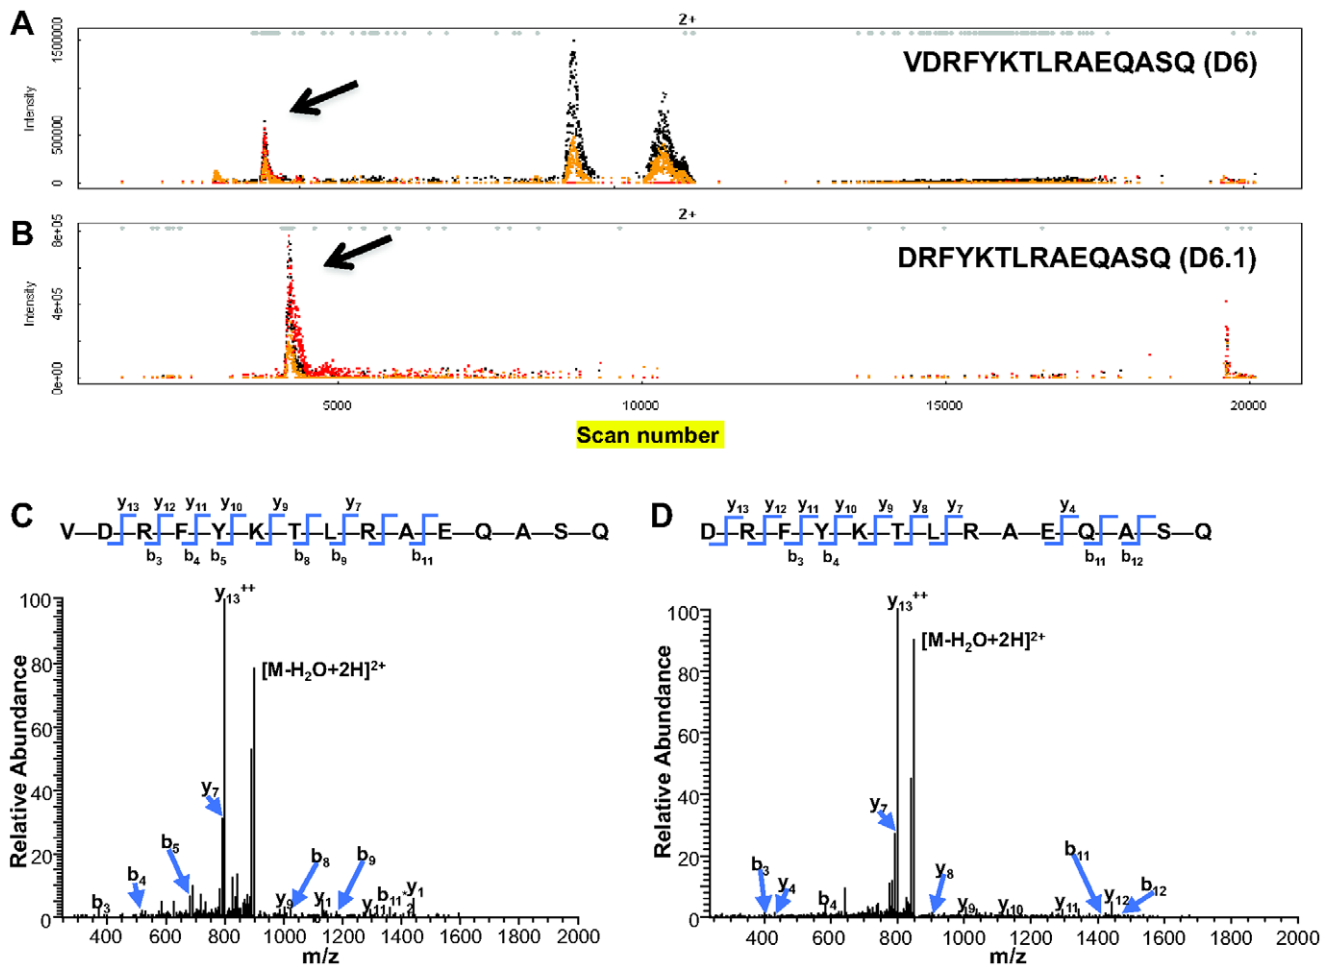 A
2+
1500000
500000
0
Intensity
VDRFYKTLRAEQASQ (D6)
B
2+
8e+05
4e+05
0e+00
Intensity
DRFYKTLRAEQASQ (D6.1)
5000 10000 15000 20000
Scan number
C
y13 y12 y11 y10 y9 y7
V—D—R—F—Y—K—T—L—R—A—E—Q—A—S—Q
b3 b4 b5 b8 b9 b11
y13++
[M-H2O+2H]2+
100
80
60
40
20
0
Relative Abundance
y7
b5
b4
b3
b8
b9
y9
y1
y11
b11*2
y1
400 600 800 1000 1200 1400 1600 1800 2000
m/z
D
y13 y12 y11 y10 y9 y8 y7 y4
D—R—F—Y—K—T—L—R—A—E—Q—A—S—Q
b3 b4 b11 b12
y13++
[M-H2O+2H]2+
100
80
60
40
20
0
Relative Abundance
y7
b3
y4
b4
y8
y9
y10
y11
b11
y12
b12
400 600 800 1000 1200 1400 1600 1800 2000
m/z